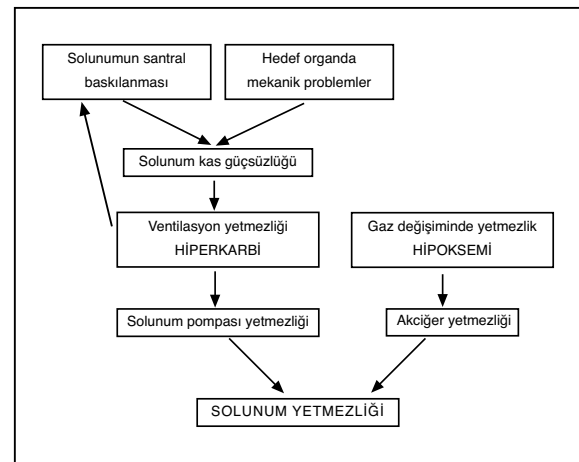 Solunumun santral
baskılanması
Hedef organda
mekanik problemler
Solunum kas güçsüzlüğü
Ventilasyon yetmezliği
HİPERKARBİ
Gaz değişiminde yetmezlik
HİPOKSEMİ
Solunum pompası yetmezliği
Akciğer yetmezliği
SOLUNUM YETMEZLİĞİ